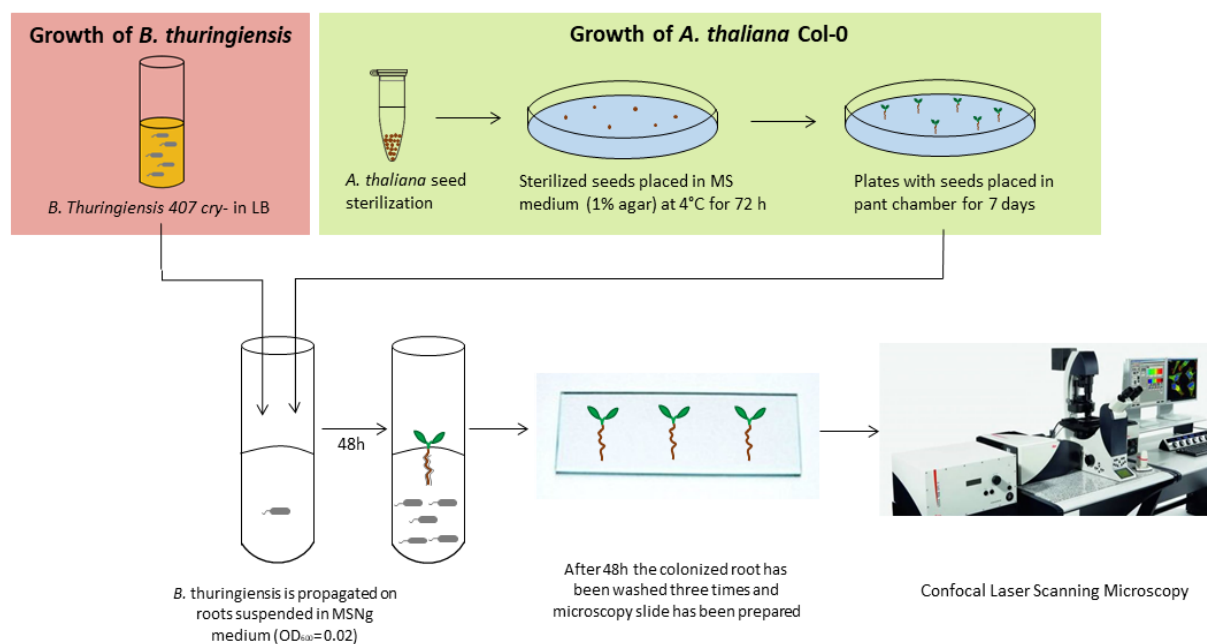 Growth of B. thuringiensis
B. Thuringiensis 407 cry- in LB
Growth of A. thaliana Col-0
A. thaliana seed
sterilization
Sterilized seeds placed in MS
medium (1% agar) at 4°C for 72 h
Plates with seeds placed in
pant chamber for 7 days
48h
B. thuringiensis is propagated on
roots suspended in MSNg
medium (OD₆₀₀=0.02)
After 48h the colonized root has
been washed three times and
microscopy slide has been prepared
Confocal Laser Scanning Microscopy